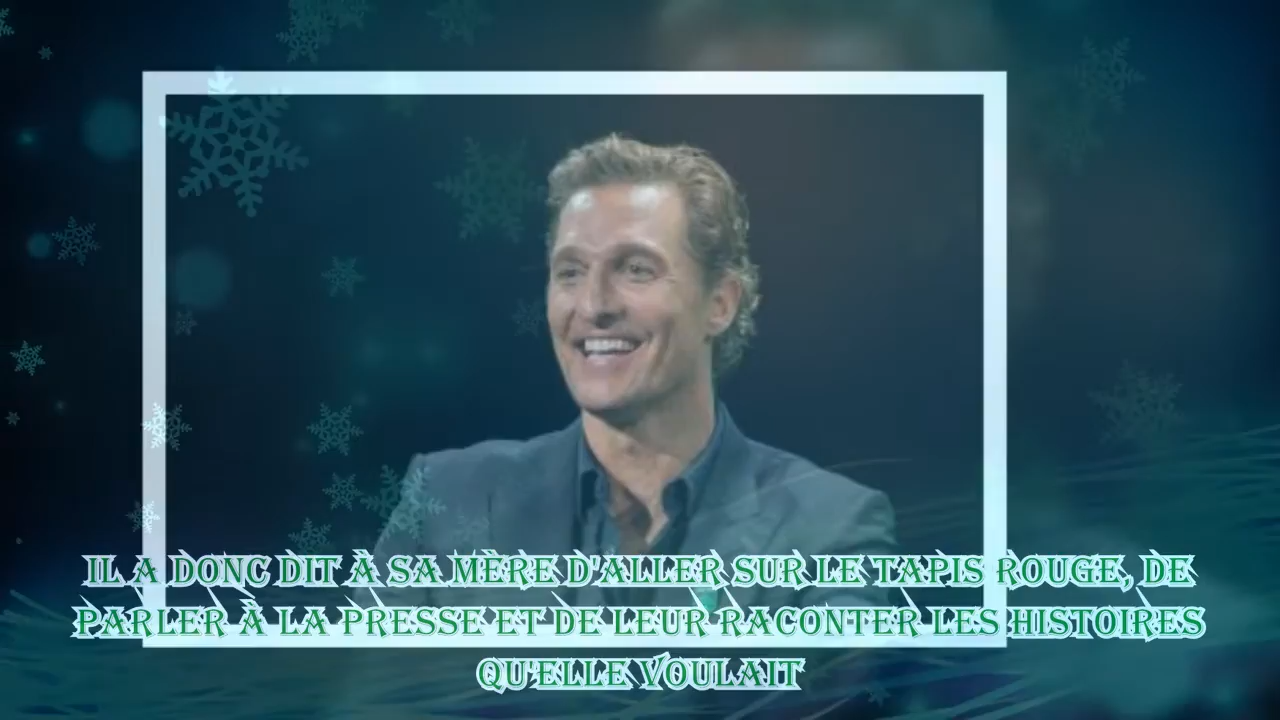 IL A DONC DIT À SA MÈRE D'ALLER SUR LE TAPIS ROUGE, DE
PARLER À LA PRESSE ET DE LEUR RACONTER LES HISTOIRES
QU'ELLE VOULAIT